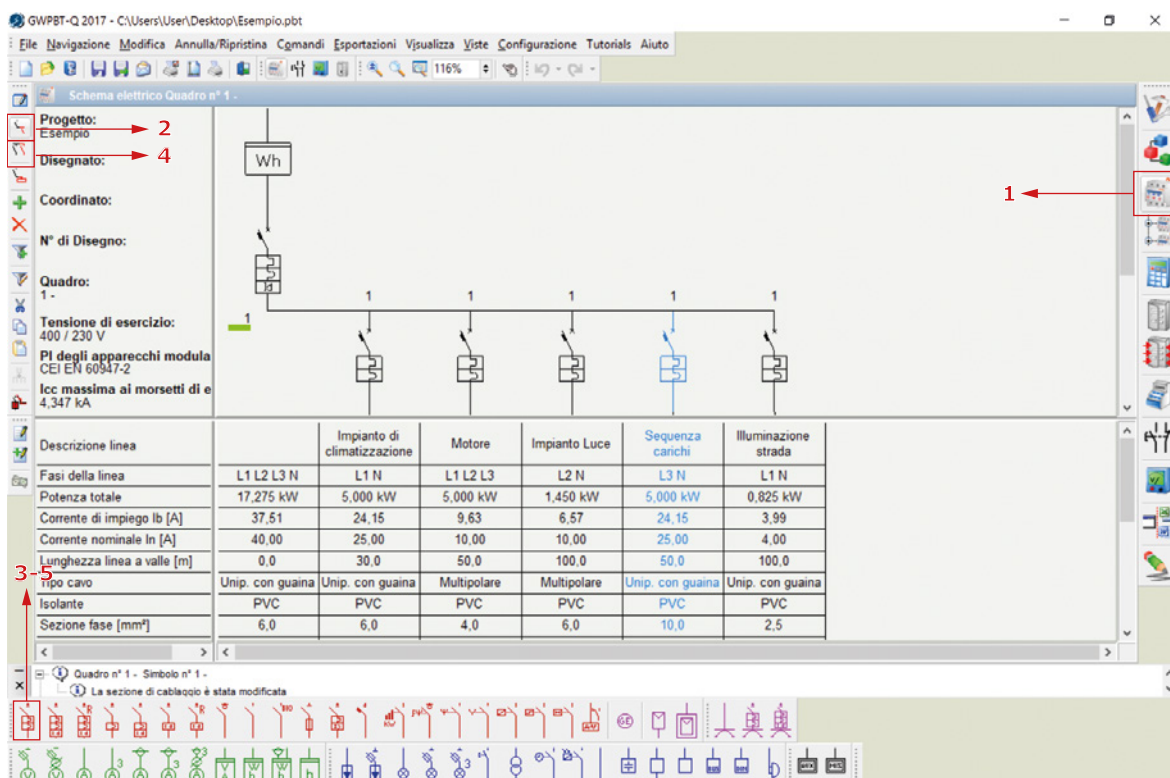 GWPBT-Q 2017 - C:\Users\User\Desktop\Esempio.pbt
File Navigazione Modifica Annulla/Ripristina Comandi Esportazioni Visualizza Viste Configurazione Tutorials Aiuto
116%
Schema elettrico Quadro n° 1 -
Progetto:
Esempio
2
4
Disegnato:
Coordinato:
N° di Disegno:
Quadro:
1 -
Tensione di esercizio:
400 / 230 V
PI degli apparecchi modula
CEI EN 60947-2
Icc massima ai morsetti di e
4,347 kA
Wh
1
1 1 1 1 1
1
Descrizione linea Impianto di climatizzazione Motore Impianto Luce Sequenza carichi Illuminazione strada
Fasi della linea L1 L2 L3 N L1 N L1 L2 L3 L2 N L3 N L1 N
Potenza totale 17,275 kW 5,000 kW 5,000 kW 1,450 kW 5,000 kW 0,825 kW
Corrente di impiego Ib [A] 37,51 24,15 9,63 6,57 24,15 3,99
Corrente nominale In [A] 40,00 25,00 10,00 10,00 25,00 4,00
Lunghezza linea a valle [m] 0,0 30,0 50,0 100,0 50,0 100,0
3-5
Tipo cavo Unip. con guaina Unip. con guaina Multipolare Multipolare Unip. con guaina Unip. con guaina
Isolante PVC PVC PVC PVC PVC PVC
Sezione fase [mm²] 6,0 6,0 4,0 6,0 10,0 2,5
Quadro n° 1 - Simbolo n° 1 -
La sezione di cablaggio è stata modificata
GE